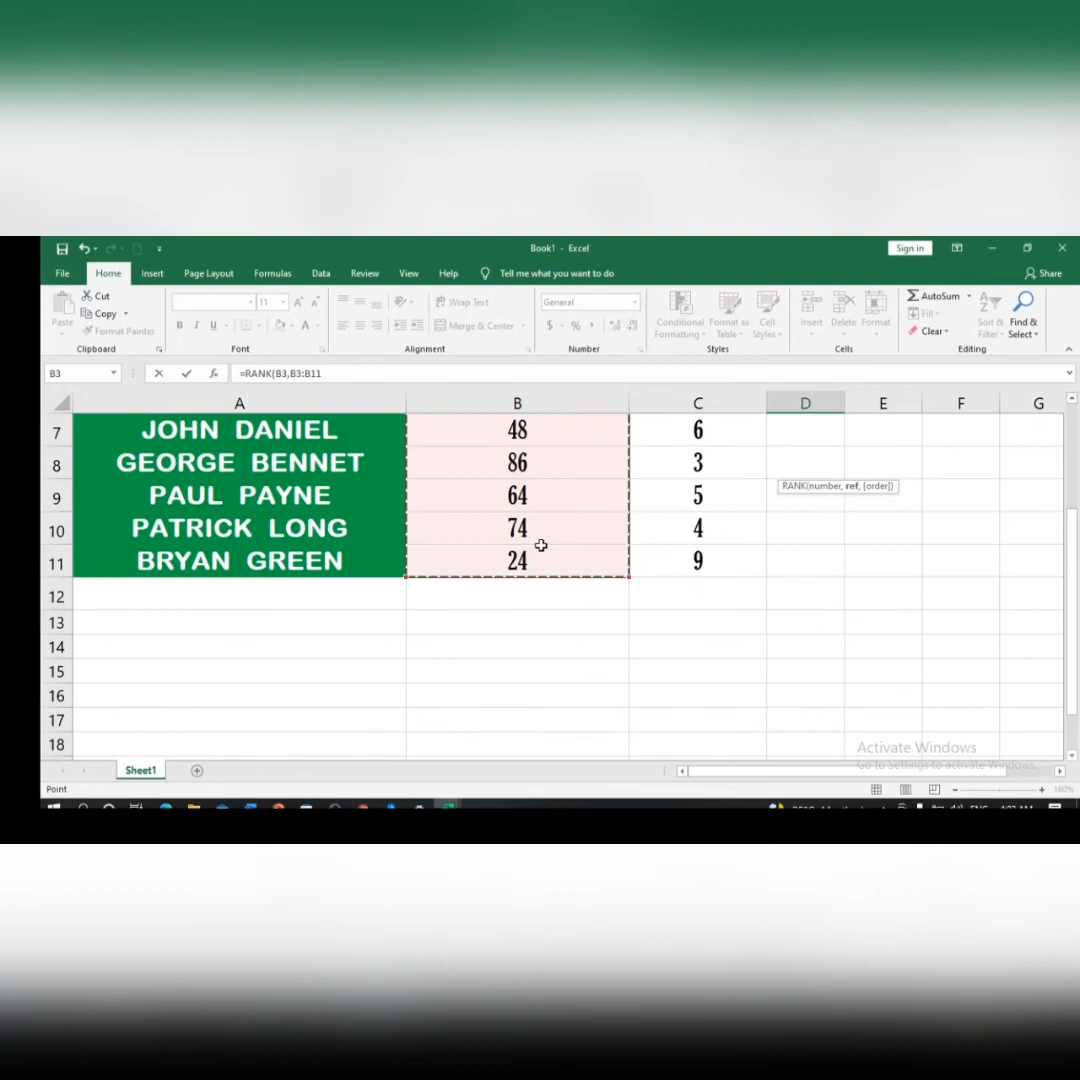 Book1 - Excel
Sign in
File Home Insert Page Layout Formulas Data Review View Help Tell me what you want to do Share
Paste
Cut
Copy
Format Painter
Clipboard
11
B I U
Font
Wrap Text
Merge & Center
Alignment
General
$ % ,
Number
Conditional Formatting
Format as Table
Cell Styles
Styles
Insert Delete Format
Cells
AutoSum
Fill
Clear
Sort & Filter
Find & Select
Editing
B3 fx =RANK(B3,B3:B11
A B C D E F G
7 JOHN DANIEL 48 6
8 GEORGE BENNET 86 3
9 PAUL PAYNE 64 5
RANK(number, ref, [order])
10 PATRICK LONG 74 4
11 BRYAN GREEN 24 9
12
13
14
15
16
17
18
Activate Windows
Go to Settings to activate Windows.
Sheet1
Point
160%